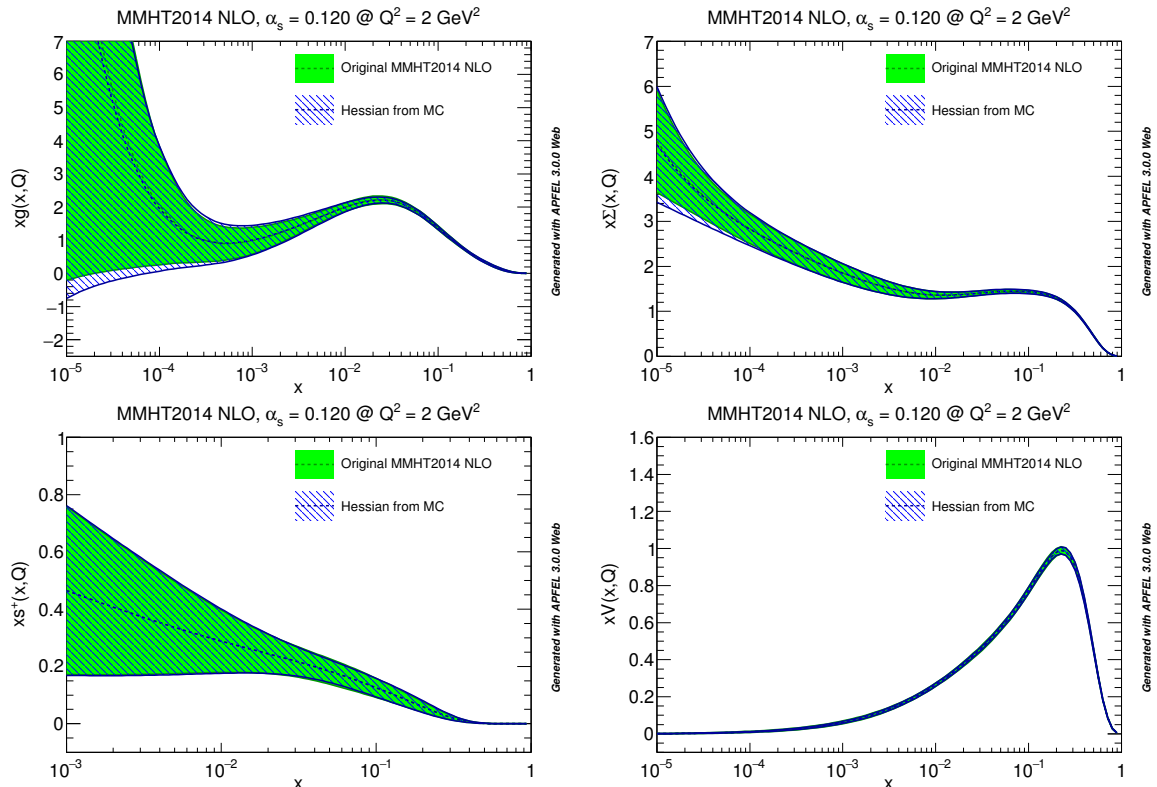 MMHT2014 NLO, αs = 0.120 @ Q² = 2 GeV²
xg(x,Q)
7
6
5
4
3
2
1
0
−1
−2
Original MMHT2014 NLO
Hessian from MC
Generated with APFEL 3.0.0 Web
10⁻⁵ 10⁻⁴ 10⁻³ 10⁻² 10⁻¹ 1
x
MMHT2014 NLO, αs = 0.120 @ Q² = 2 GeV²
xΣ(x,Q)
7
6
5
4
3
2
1
0
Original MMHT2014 NLO
Hessian from MC
Generated with APFEL 3.0.0 Web
10⁻⁵ 10⁻⁴ 10⁻³ 10⁻² 10⁻¹ 1
x
MMHT2014 NLO, αs = 0.120 @ Q² = 2 GeV²
xs⁺(x,Q)
1
0.8
0.6
0.4
0.2
0
Original MMHT2014 NLO
Hessian from MC
Generated with APFEL 3.0.0 Web
10⁻³ 10⁻² 10⁻¹ 1
x
MMHT2014 NLO, αs = 0.120 @ Q² = 2 GeV²
xV(x,Q)
1.6
1.4
1.2
1
0.8
0.6
0.4
0.2
0
Original MMHT2014 NLO
Hessian from MC
Generated with APFEL 3.0.0 Web
10⁻⁵ 10⁻⁴ 10⁻³ 10⁻² 10⁻¹ 1
x